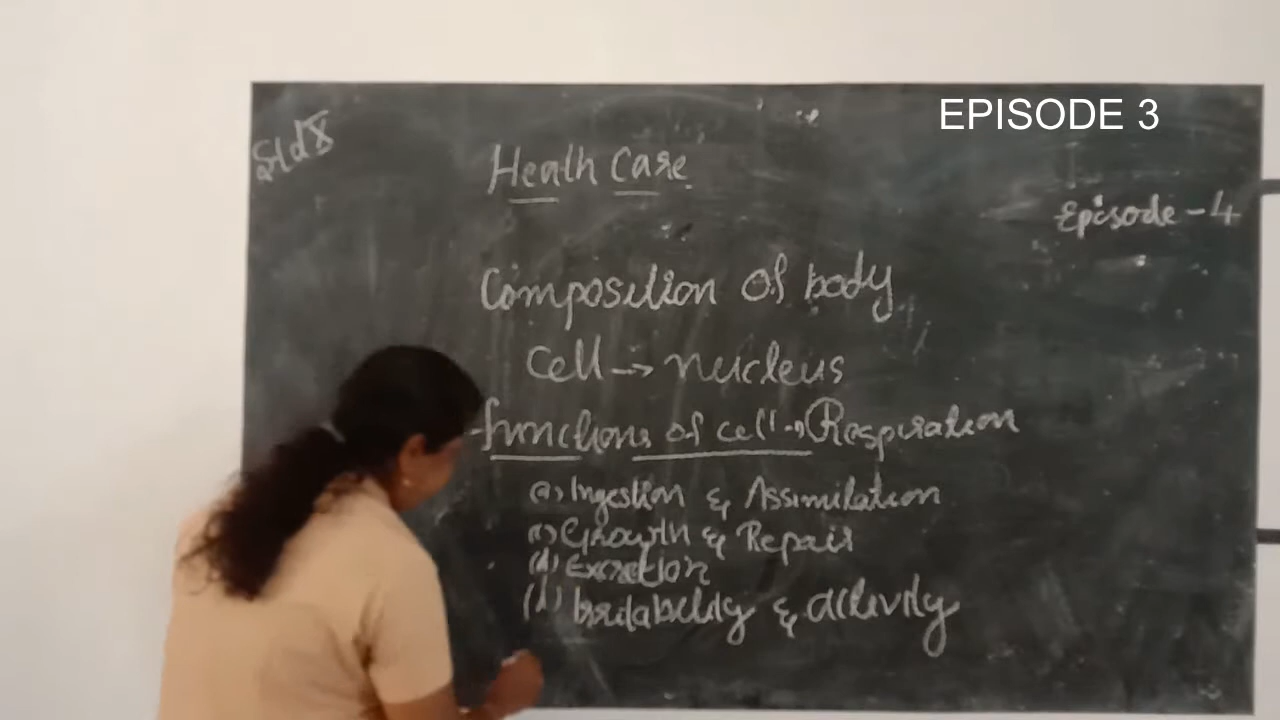 EPISODE 3
Std X
Health Care
Episode - 4
Composition of body
Cell → nucleus
functions of cell → Respiration
(a) Ingestion & Assimilation
(c) Growth & Repair
(d) Excretion
(d) Irritability & activity